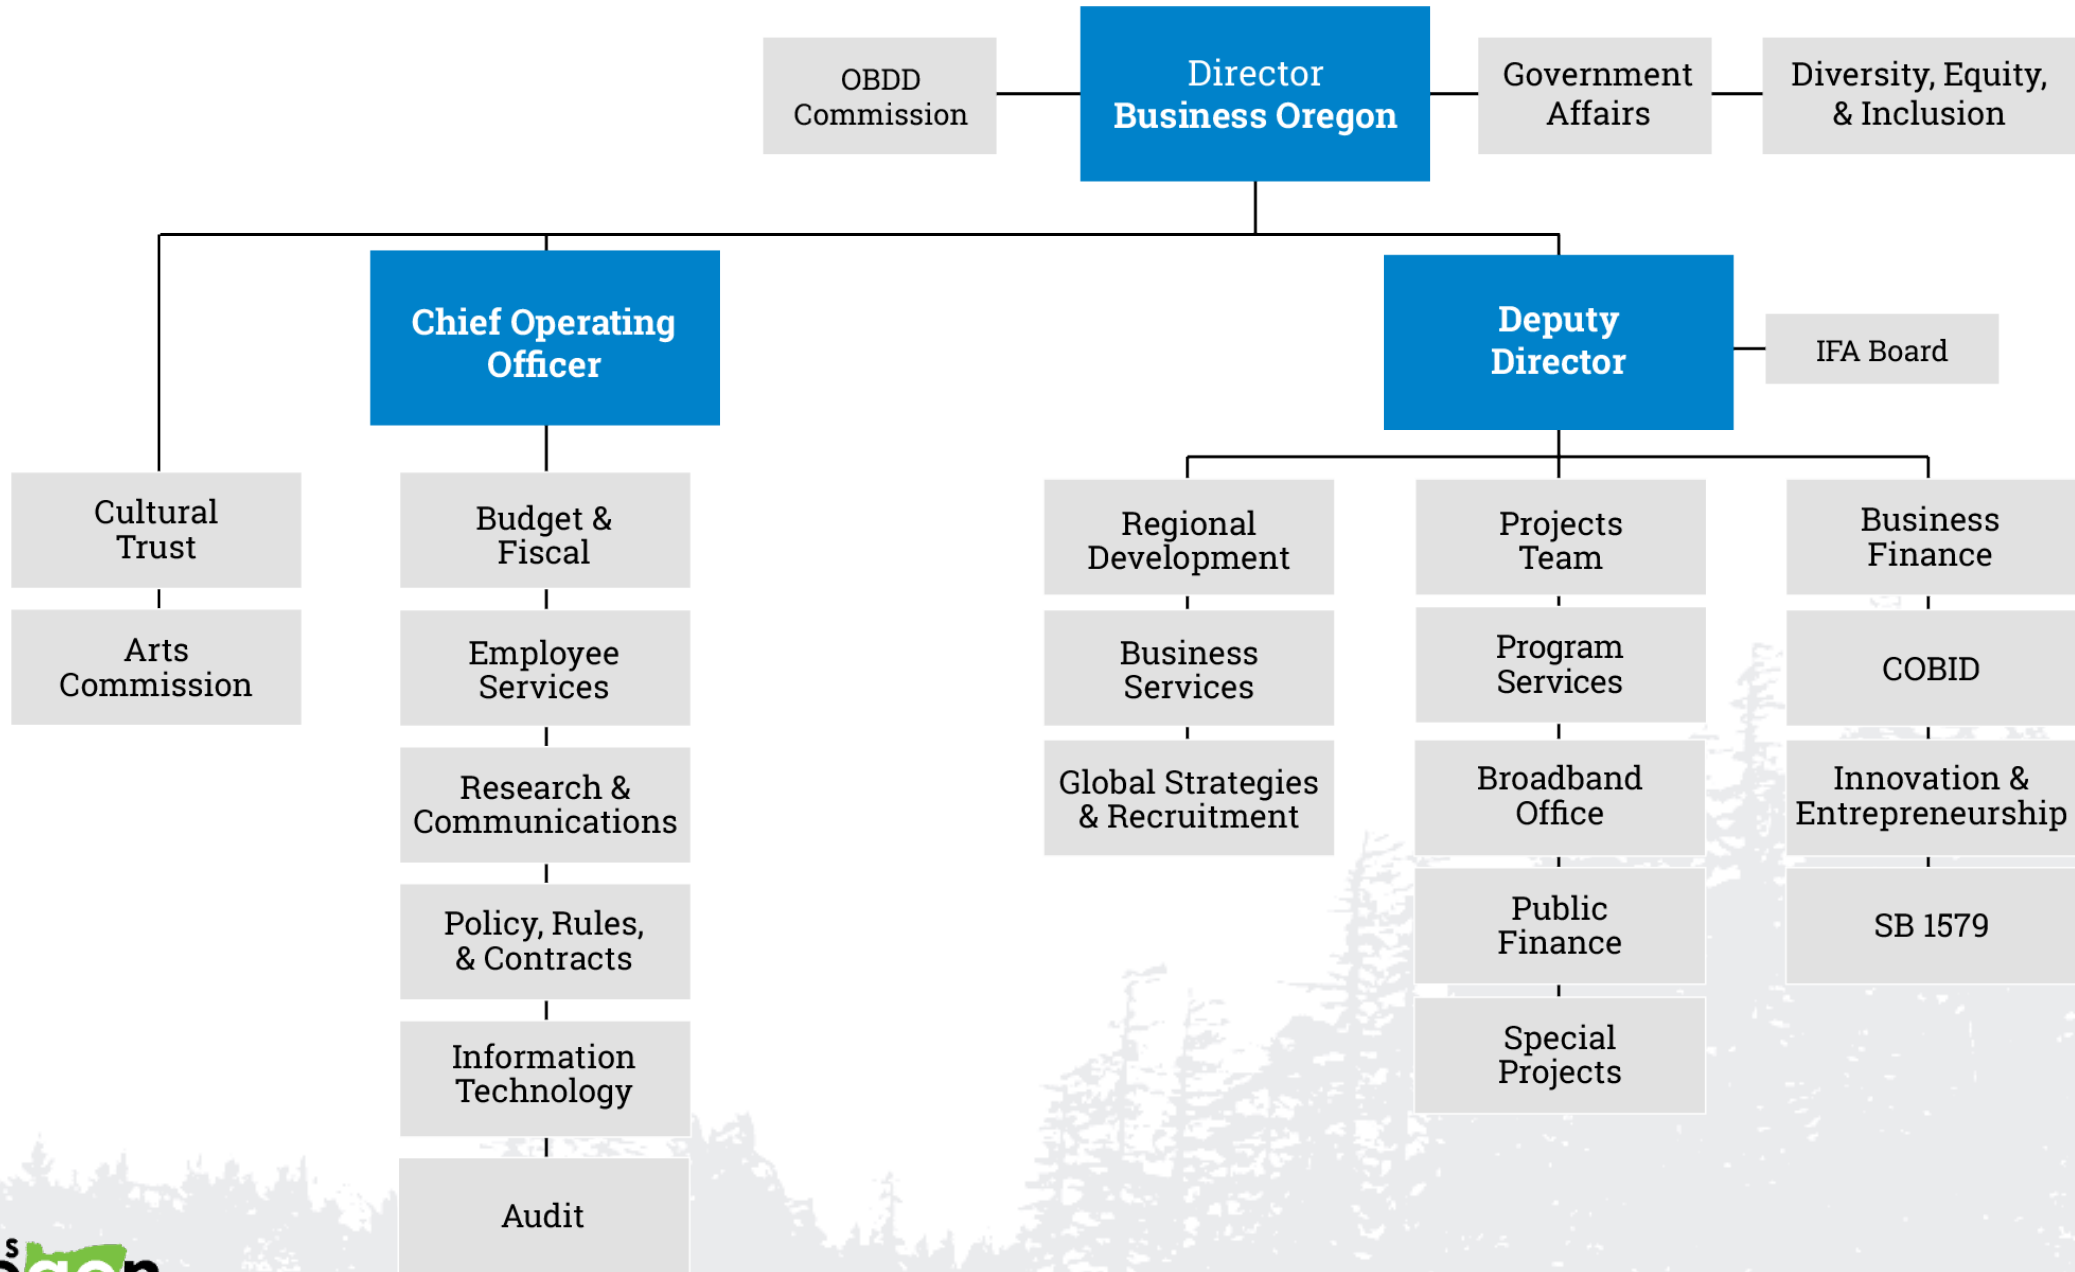 OBDD
Commission
Director
Business Oregon
Government
Affairs
Diversity, Equity,
& Inclusion
Chief Operating
Officer
Deputy
Director
IFA Board
Cultural
Trust
Arts
Commission
Budget &
Fiscal
Employee
Services
Research &
Communications
Policy, Rules,
& Contracts
Information
Technology
Audit
Regional
Development
Business
Services
Global Strategies
& Recruitment
Projects
Team
Program
Services
Broadband
Office
Public
Finance
Special
Projects
Business
Finance
COBID
Innovation &
Entrepreneurship
SB 1579